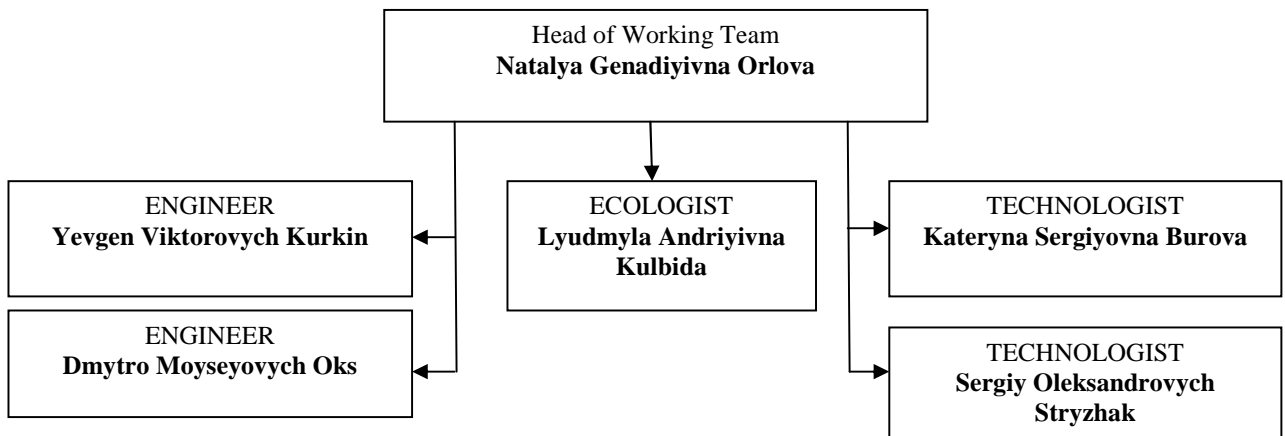 Head of Working Team
Natalya Genadiyivna Orlova
ENGINEER
Yevgen Viktorovych Kurkin
ECOLOGIST
Lyudmyla Andriyivna
Kulbida
TECHNOLOGIST
Kateryna Sergiyovna Burova
ENGINEER
Dmytro Moyseyovych Oks
TECHNOLOGIST
Sergiy Oleksandrovych
Stryzhak